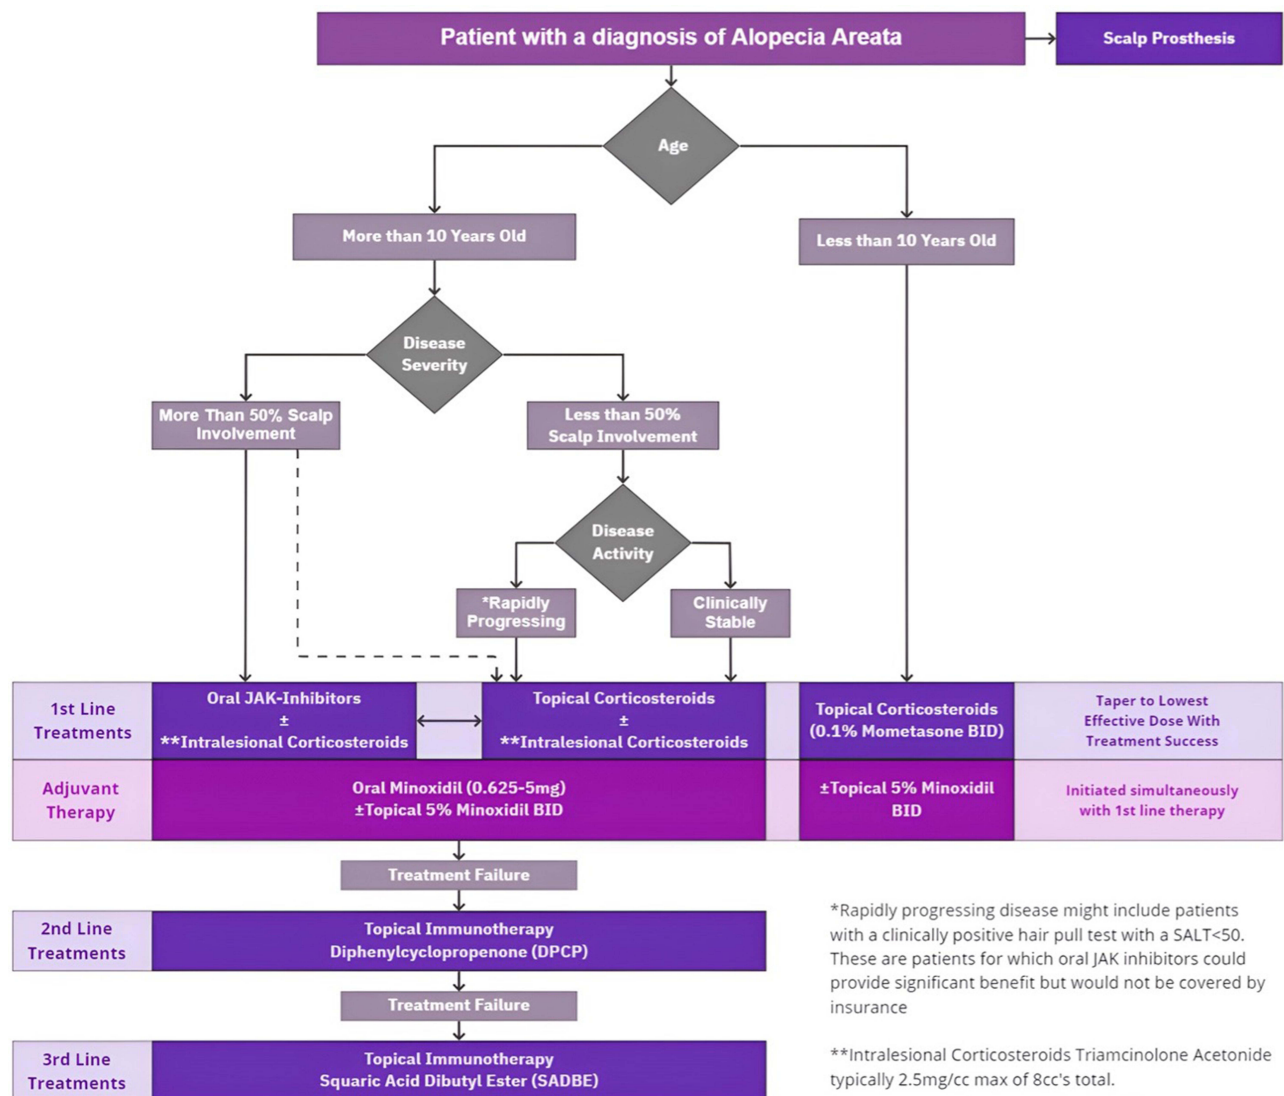 Patient with a diagnosis of Alopecia Areata
Scalp Prosthesis
Age
More than 10 Years Old
Less than 10 Years Old
Disease
Severity
More Than 50% Scalp
Involvement
Less than 50%
Scalp Involvement
Disease
Activity
*Rapidly
Progressing
Clinically
Stable
1st Line
Treatments
Oral JAK-Inhibitors
±
**Intralesional Corticosteroids
Topical Corticosteroids
±
**Intralesional Corticosteroids
Topical Corticosteroids
(0.1% Mometasone BID)
Taper to Lowest
Effective Dose With
Treatment Success
Adjuvant
Therapy
Oral Minoxidil (0.625-5mg)
±Topical 5% Minoxidil BID
±Topical 5% Minoxidil
BID
Initiated simultaneously
with 1st line therapy
Treatment Failure
2nd Line
Treatments
Topical Immunotherapy
Diphenylcyclopropenone (DPCP)
Treatment Failure
3rd Line
Treatments
Topical Immunotherapy
Squaric Acid Dibutyl Ester (SADBE)
*Rapidly progressing disease might include patients
with a clinically positive hair pull test with a SALT<50.
These are patients for which oral JAK inhibitors could
provide significant benefit but would not be covered by
insurance
**Intralesional Corticosteroids Triamcinolone Acetonide
typically 2.5mg/cc max of 8cc's total.